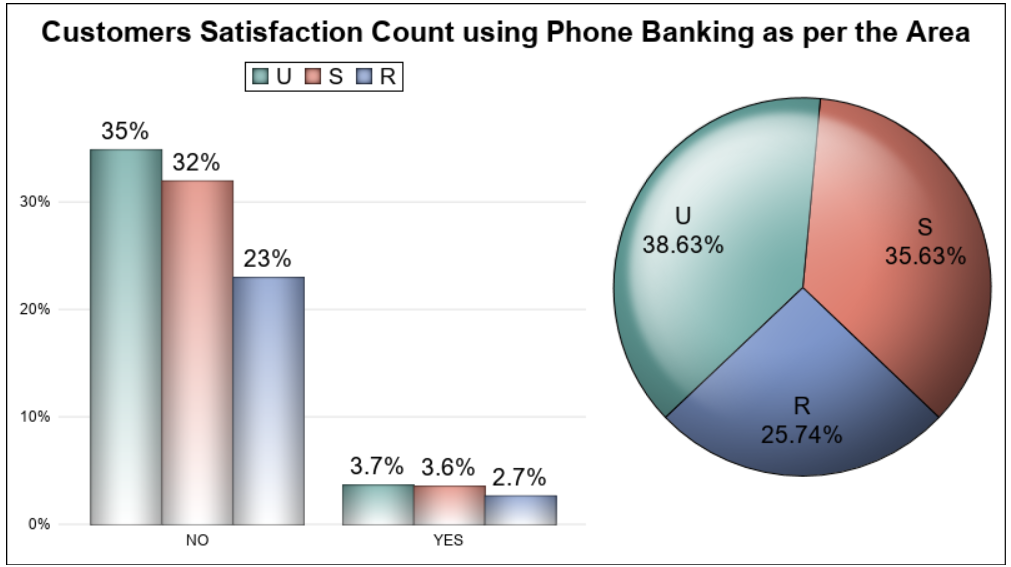 Customers Satisfaction Count using Phone Banking as per the Area
U S R
35%
32%
23%
3.7% 3.6% 2.7%
30%
20%
10%
0%
NO YES
U
38.63%
S
35.63%
R
25.74%